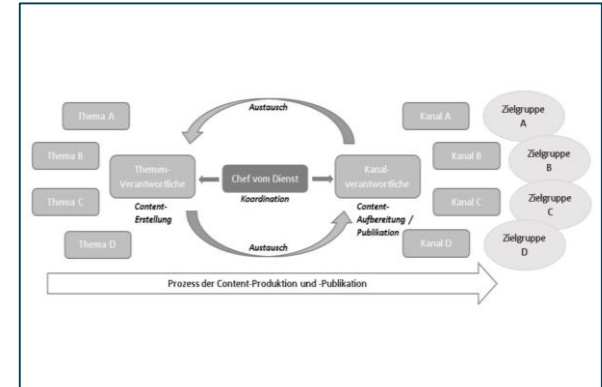 Austausch
Thema A
Thema B
Thema C
Thema D
Themen-
Verantwortliche
Content-
Erstellung
Chef vom Dienst
Koordination
Kanal-
verantwortliche
Content-
Aufbereitung /
Publikation
Austausch
Kanal A
Kanal B
Kanal C
Kanal D
Zielgruppe
A
Zielgruppe
B
Zielgruppe
C
Zielgruppe
D
Prozess der Content-Produktion und -Publikation